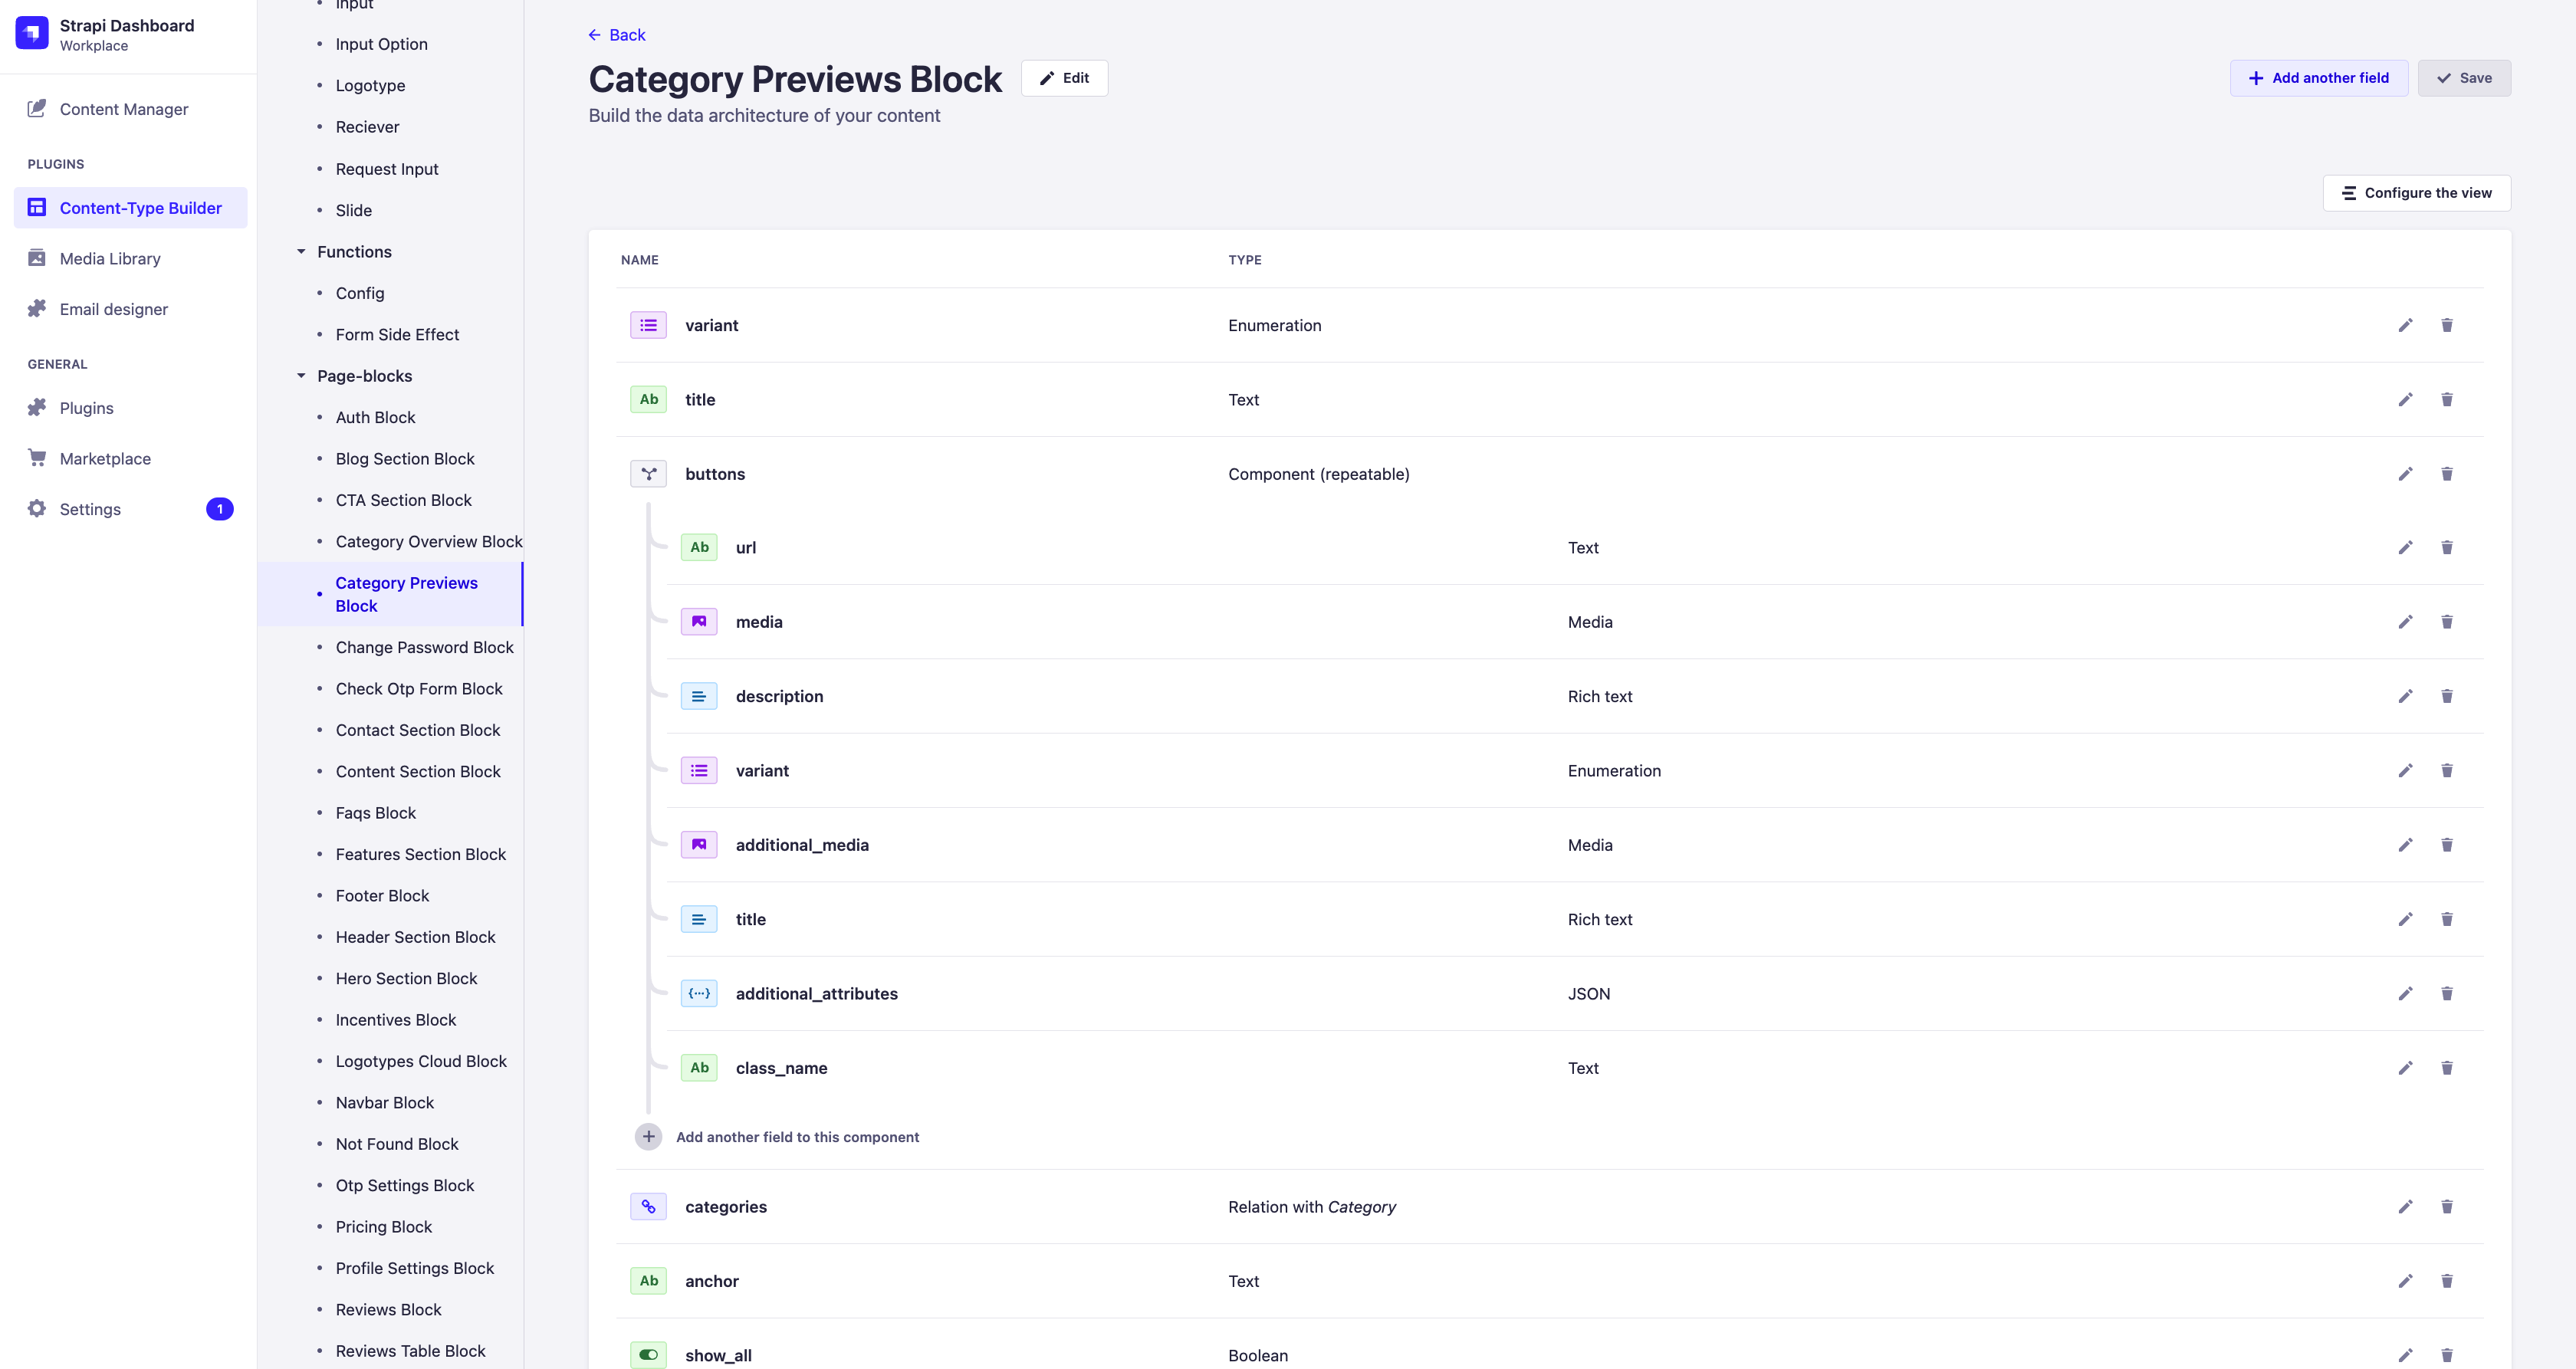 Strapi Dashboard
Workplace
Content Manager
PLUGINS
Content-Type Builder
Media Library
Email designer
GENERAL
Plugins
Marketplace
Settings
1
Input
Input Option
Logotype
Reciever
Request Input
Slide
Functions
Config
Form Side Effect
Page-blocks
Auth Block
Blog Section Block
CTA Section Block
Category Overview Block
Category Previews
Block
Change Password Block
Check Otp Form Block
Contact Section Block
Content Section Block
Faqs Block
Features Section Block
Footer Block
Header Section Block
Hero Section Block
Incentives Block
Logotypes Cloud Block
Navbar Block
Not Found Block
Otp Settings Block
Pricing Block
Profile Settings Block
Reviews Block
Reviews Table Block
Back
Category Previews Block
Edit
Add another field
Save
Build the data architecture of your content
Configure the view
NAME TYPE
variant Enumeration
Ab title Text
buttons Component (repeatable)
Ab url Text
media Media
description Rich text
variant Enumeration
additional_media Media
title Rich text
{···} additional_attributes JSON
Ab class_name Text
Add another field to this component
categories Relation with Category
Ab anchor Text
show_all Boolean